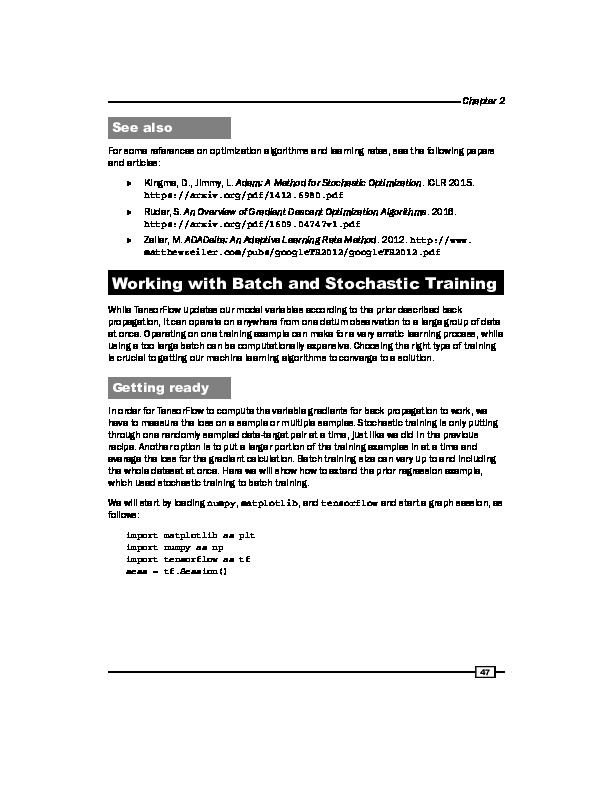 Chapter 2
See also
For some references on optimization algorithms and learning rates, see the following papers
and articles:
► Kingma, D., Jimmy, L. Adam: A Method for Stochastic Optimization. ICLR 2015.
https://arxiv.org/pdf/1412.6980.pdf
► Ruder, S. An Overview of Gradient Descent Optimization Algorithms. 2016.
https://arxiv.org/pdf/1609.04747v1.pdf
► Zeiler, M. ADADelta: An Adaptive Learning Rate Method. 2012. http://www.
matthewzeiler.com/pubs/googleTR2012/googleTR2012.pdf
Working with Batch and Stochastic Training
While TensorFlow updates our model variables according to the prior described back
propagation, it can operate on anywhere from one datum observation to a large group of data
at once. Operating on one training example can make for a very erratic learning process, while
using a too large batch can be computationally expensive. Choosing the right type of training
is crucial to getting our machine learning algorithms to converge to a solution.
Getting ready
In order for TensorFlow to compute the variable gradients for back propagation to work, we
have to measure the loss on a sample or multiple samples. Stochastic training is only putting
through one randomly sampled data-target pair at a time, just like we did in the previous
recipe. Another option is to put a larger portion of the training examples in at a time and
average the loss for the gradient calculation. Batch training size can vary up to and including
the whole dataset at once. Here we will show how to extend the prior regression example,
which used stochastic training to batch training.
We will start by loading numpy, matplotlib, and tensorflow and start a graph session, as
follows:
import matplotlib as plt
import numpy as np
import tensorflow as tf
sess = tf.Session()
47